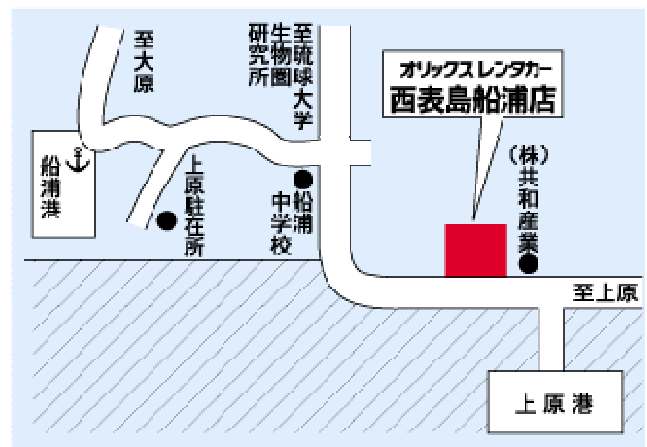 至大原
至琉球大学
生物圏
研究所
オリックスレンタカー
西表島船浦店
船浦港
上原駐在所
船浦
中学校
(株)共和産業
至上原
上原港